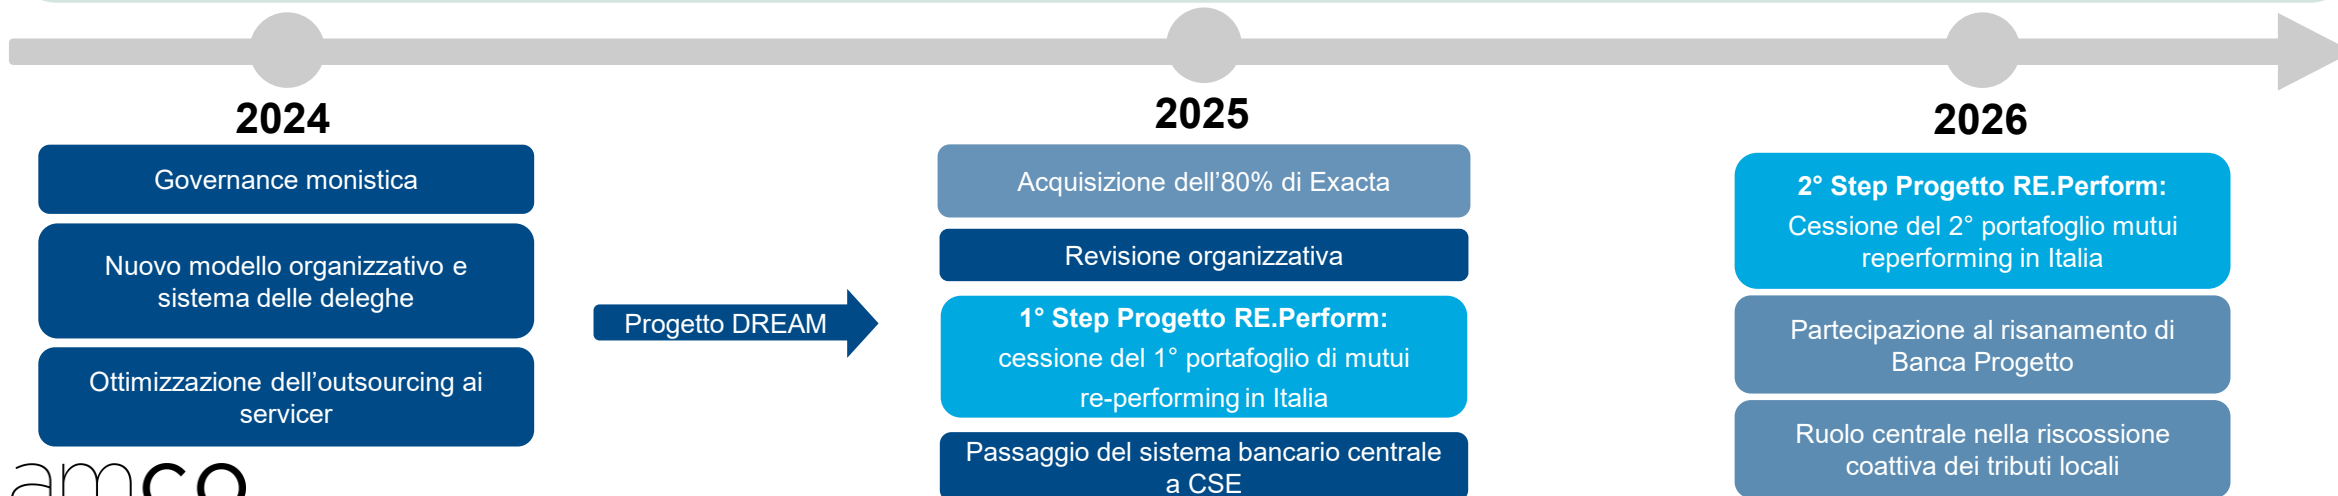 2024
Governance monistica
Nuovo modello organizzativo e
sistema delle deleghe
Ottimizzazione dell'outsourcing ai
servicer
Progetto DREAM
2025
Acquisizione dell'80% di Exacta
Revisione organizzativa
1° Step Progetto RE.Perform:
cessione del 1° portafoglio di mutui
re-performing in Italia
Passaggio del sistema bancario centrale
a CSE
2026
2° Step Progetto RE.Perform:
Cessione del 2° portafoglio mutui
reperforming in Italia
Partecipazione al risanamento di
Banca Progetto
Ruolo centrale nella riscossione
coattiva dei tributi locali
amco